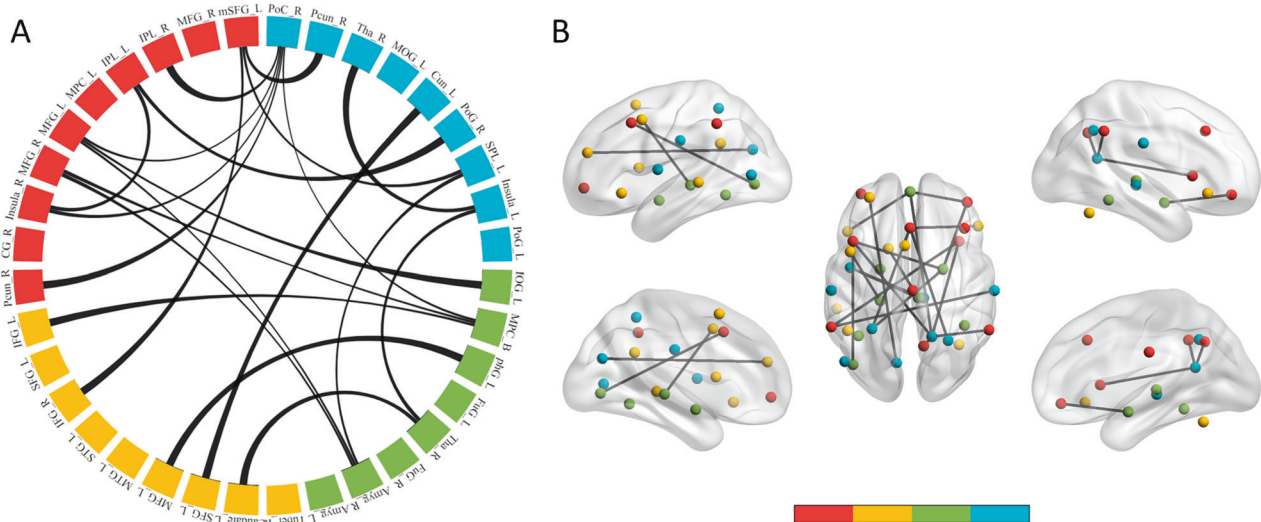 A
B
mSFG_L
PoC_R
Pcun_R
Tha_R
MOG_L
Cun_L
PoG_R
SPL_L
Insula_L
PoG_L
IOG_L
MPC_B
phG_L
FuG_L
Tha_R
FuG_R
Amyg_R
Amyg_L
SFG_L
MFG_L
MTG_L
STG_L
IFG_R
SFG_L
IFG_L
Pcun_R
CG_R
Insula_R
MFG_R
MFG_L
MPC_L
IPL_L
IPL_R
MFG_R